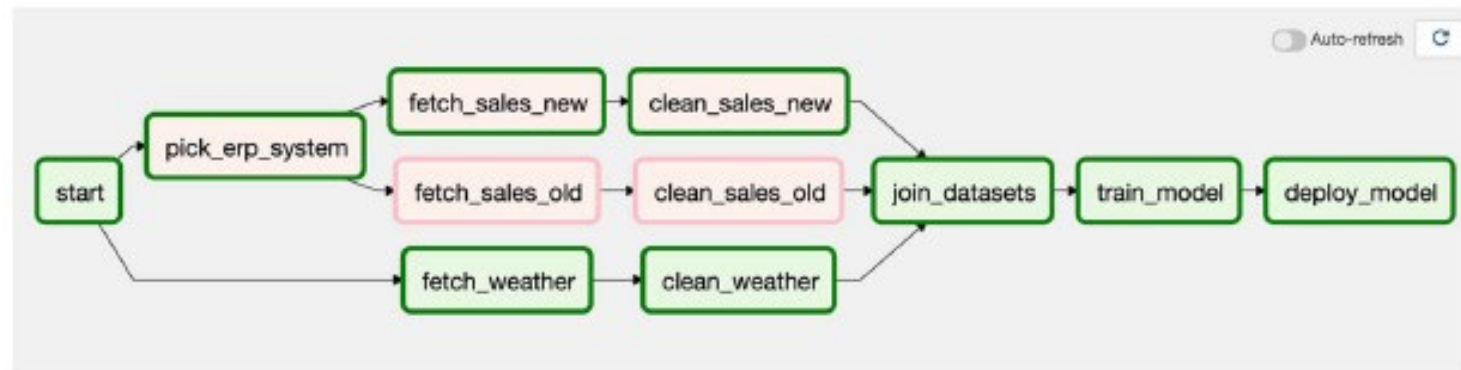 Auto-refresh
fetch_sales_new
clean_sales_new
pick_erp_system
start
fetch_sales_old
clean_sales_old
join_datasets
train_model
deploy_model
fetch_weather
clean_weather